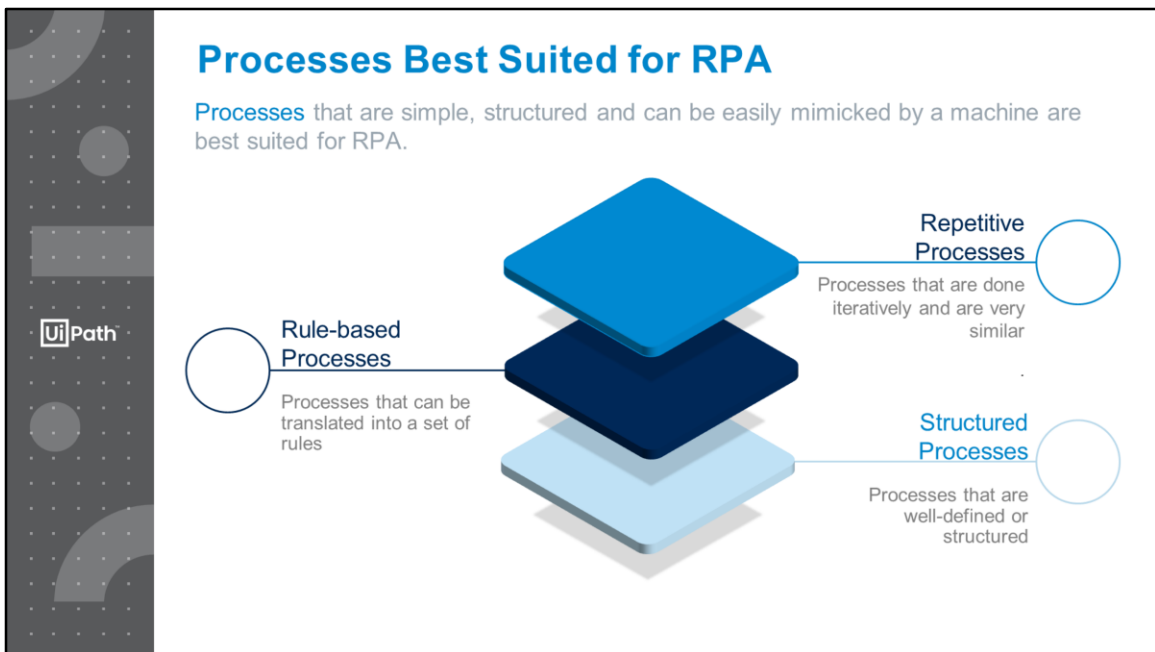 Processes Best Suited for RPA
Processes that are simple, structured and can be easily mimicked by a machine are
best suited for RPA.
Repetitive
Processes
Processes that are done
iteratively and are very
similar
.
UiPath
Rule-based
Processes
Processes that can be
translated into a set of
rules
Structured
Processes
Processes that are
well-defined or
structured